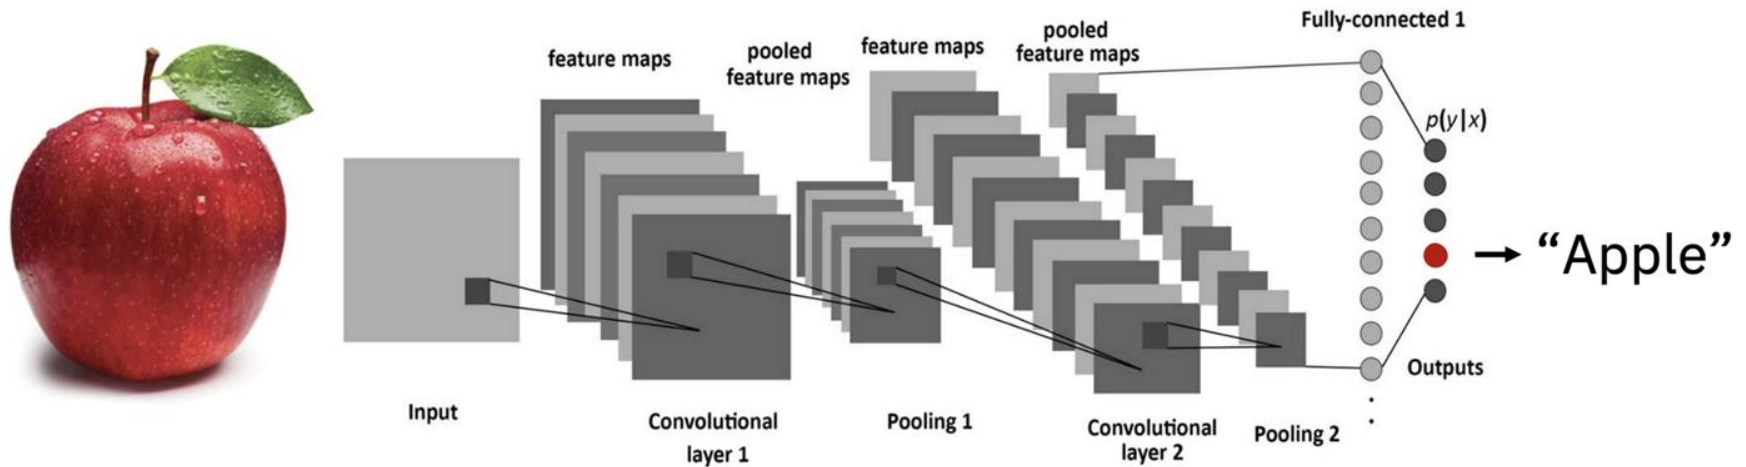 feature maps
pooled
feature maps
feature maps
pooled
feature maps
Fully-connected 1
p(y|x)
“Apple”
Outputs
Input
Convolutional
layer 1
Pooling 1
Convolutional
layer 2
Pooling 2